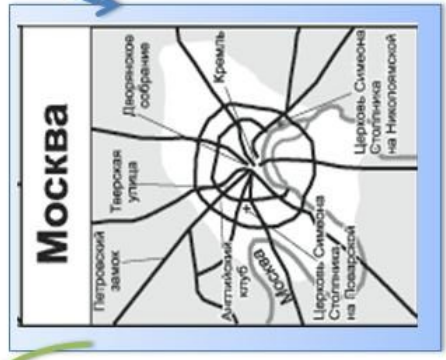 Москва
Петровский
замок
Тверская
улица
Дворянское
собрание
Кремль
Английский
клуб
Москва
Церковь Симеона
Столпника
на Поварской
Церковь Симеона
Столпника
на Николоямской